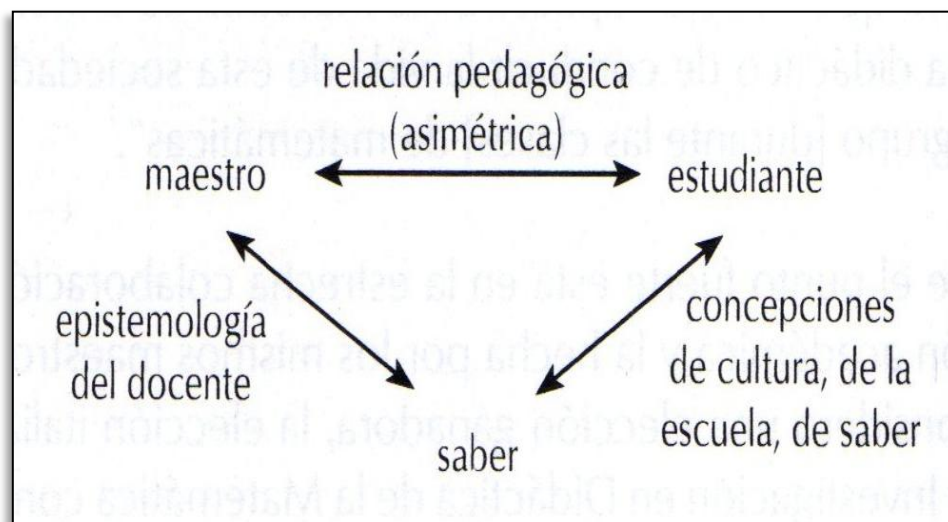 relación pedagógica
(asimétrica)
maestro
estudiante
epistemología
del docente
concepciones
de cultura, de la
escuela, de saber
saber